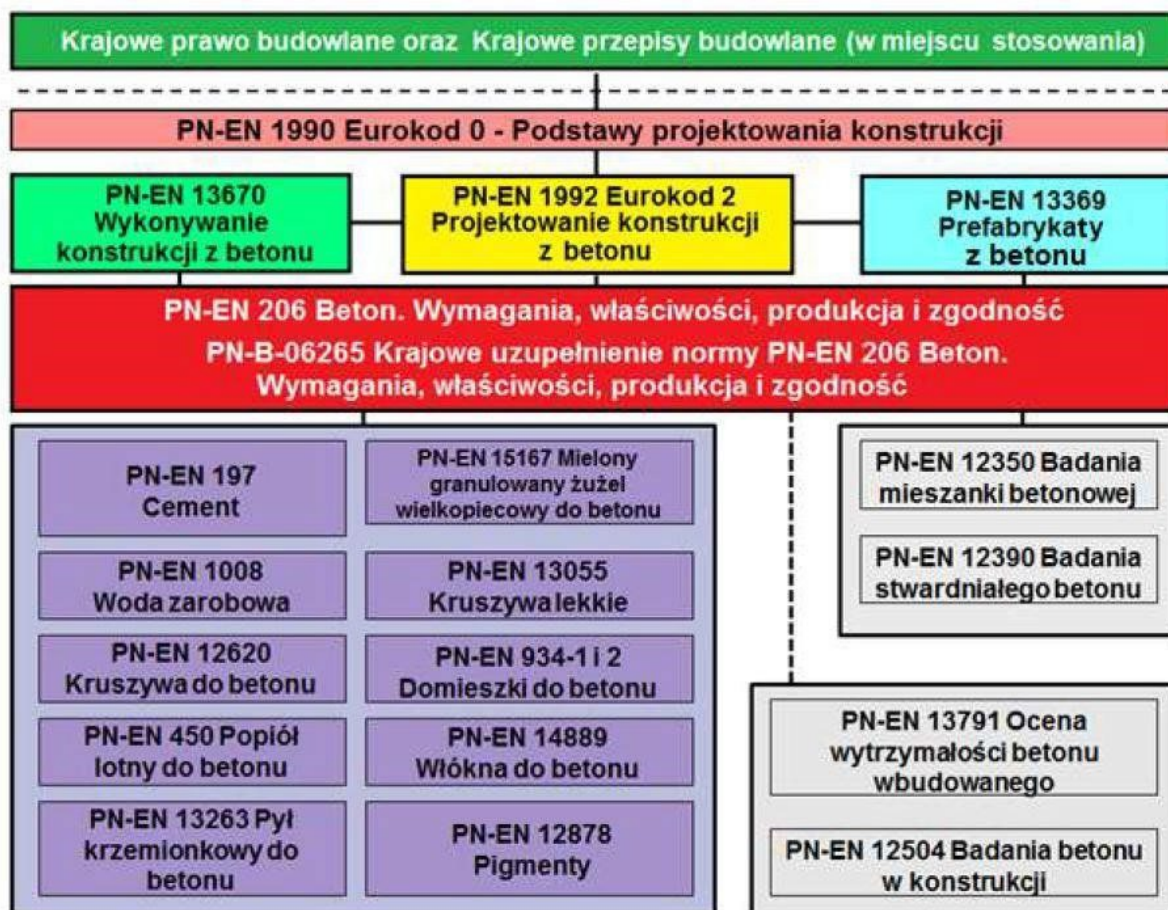 Krajowe prawo budowlane oraz Krajowe przepisy budowlane (w miejscu stosowania)
PN-EN 1990 Eurokod 0 - Podstawy projektowania konstrukcji
PN-EN 13670
Wykonywanie
konstrukcji z betonu
PN-EN 1992 Eurokod 2
Projektowanie konstrukcji
z betonu
PN-EN 13369
Prefabrykaty
z betonu
PN-EN 206 Beton. Wymagania, właściwości, produkcja i zgodność
PN-B-06265 Krajowe uzupełnienie normy PN-EN 206 Beton.
Wymagania, właściwości, produkcja i zgodność
PN-EN 197
Cement
PN-EN 15167 Mielony
granulowany żużel
wielkopiecowy do betonu
PN-EN 1008
Woda zarobowa
PN-EN 13055
Kruszywa lekkie
PN-EN 12620
Kruszywa do betonu
PN-EN 934-1 i 2
Domieszki do betonu
PN-EN 450 Popiół
lotny do betonu
PN-EN 14889
Włókna do betonu
PN-EN 13263 Pył
krzemionkowy do
betonu
PN-EN 12878
Pigmenty
PN-EN 12350 Badania
mieszanki betonowej
PN-EN 12390 Badania
stwardniałego betonu
PN-EN 13791 Ocena
wytrzymałości betonu
wbudowanego
PN-EN 12504 Badania betonu
w konstrukcji